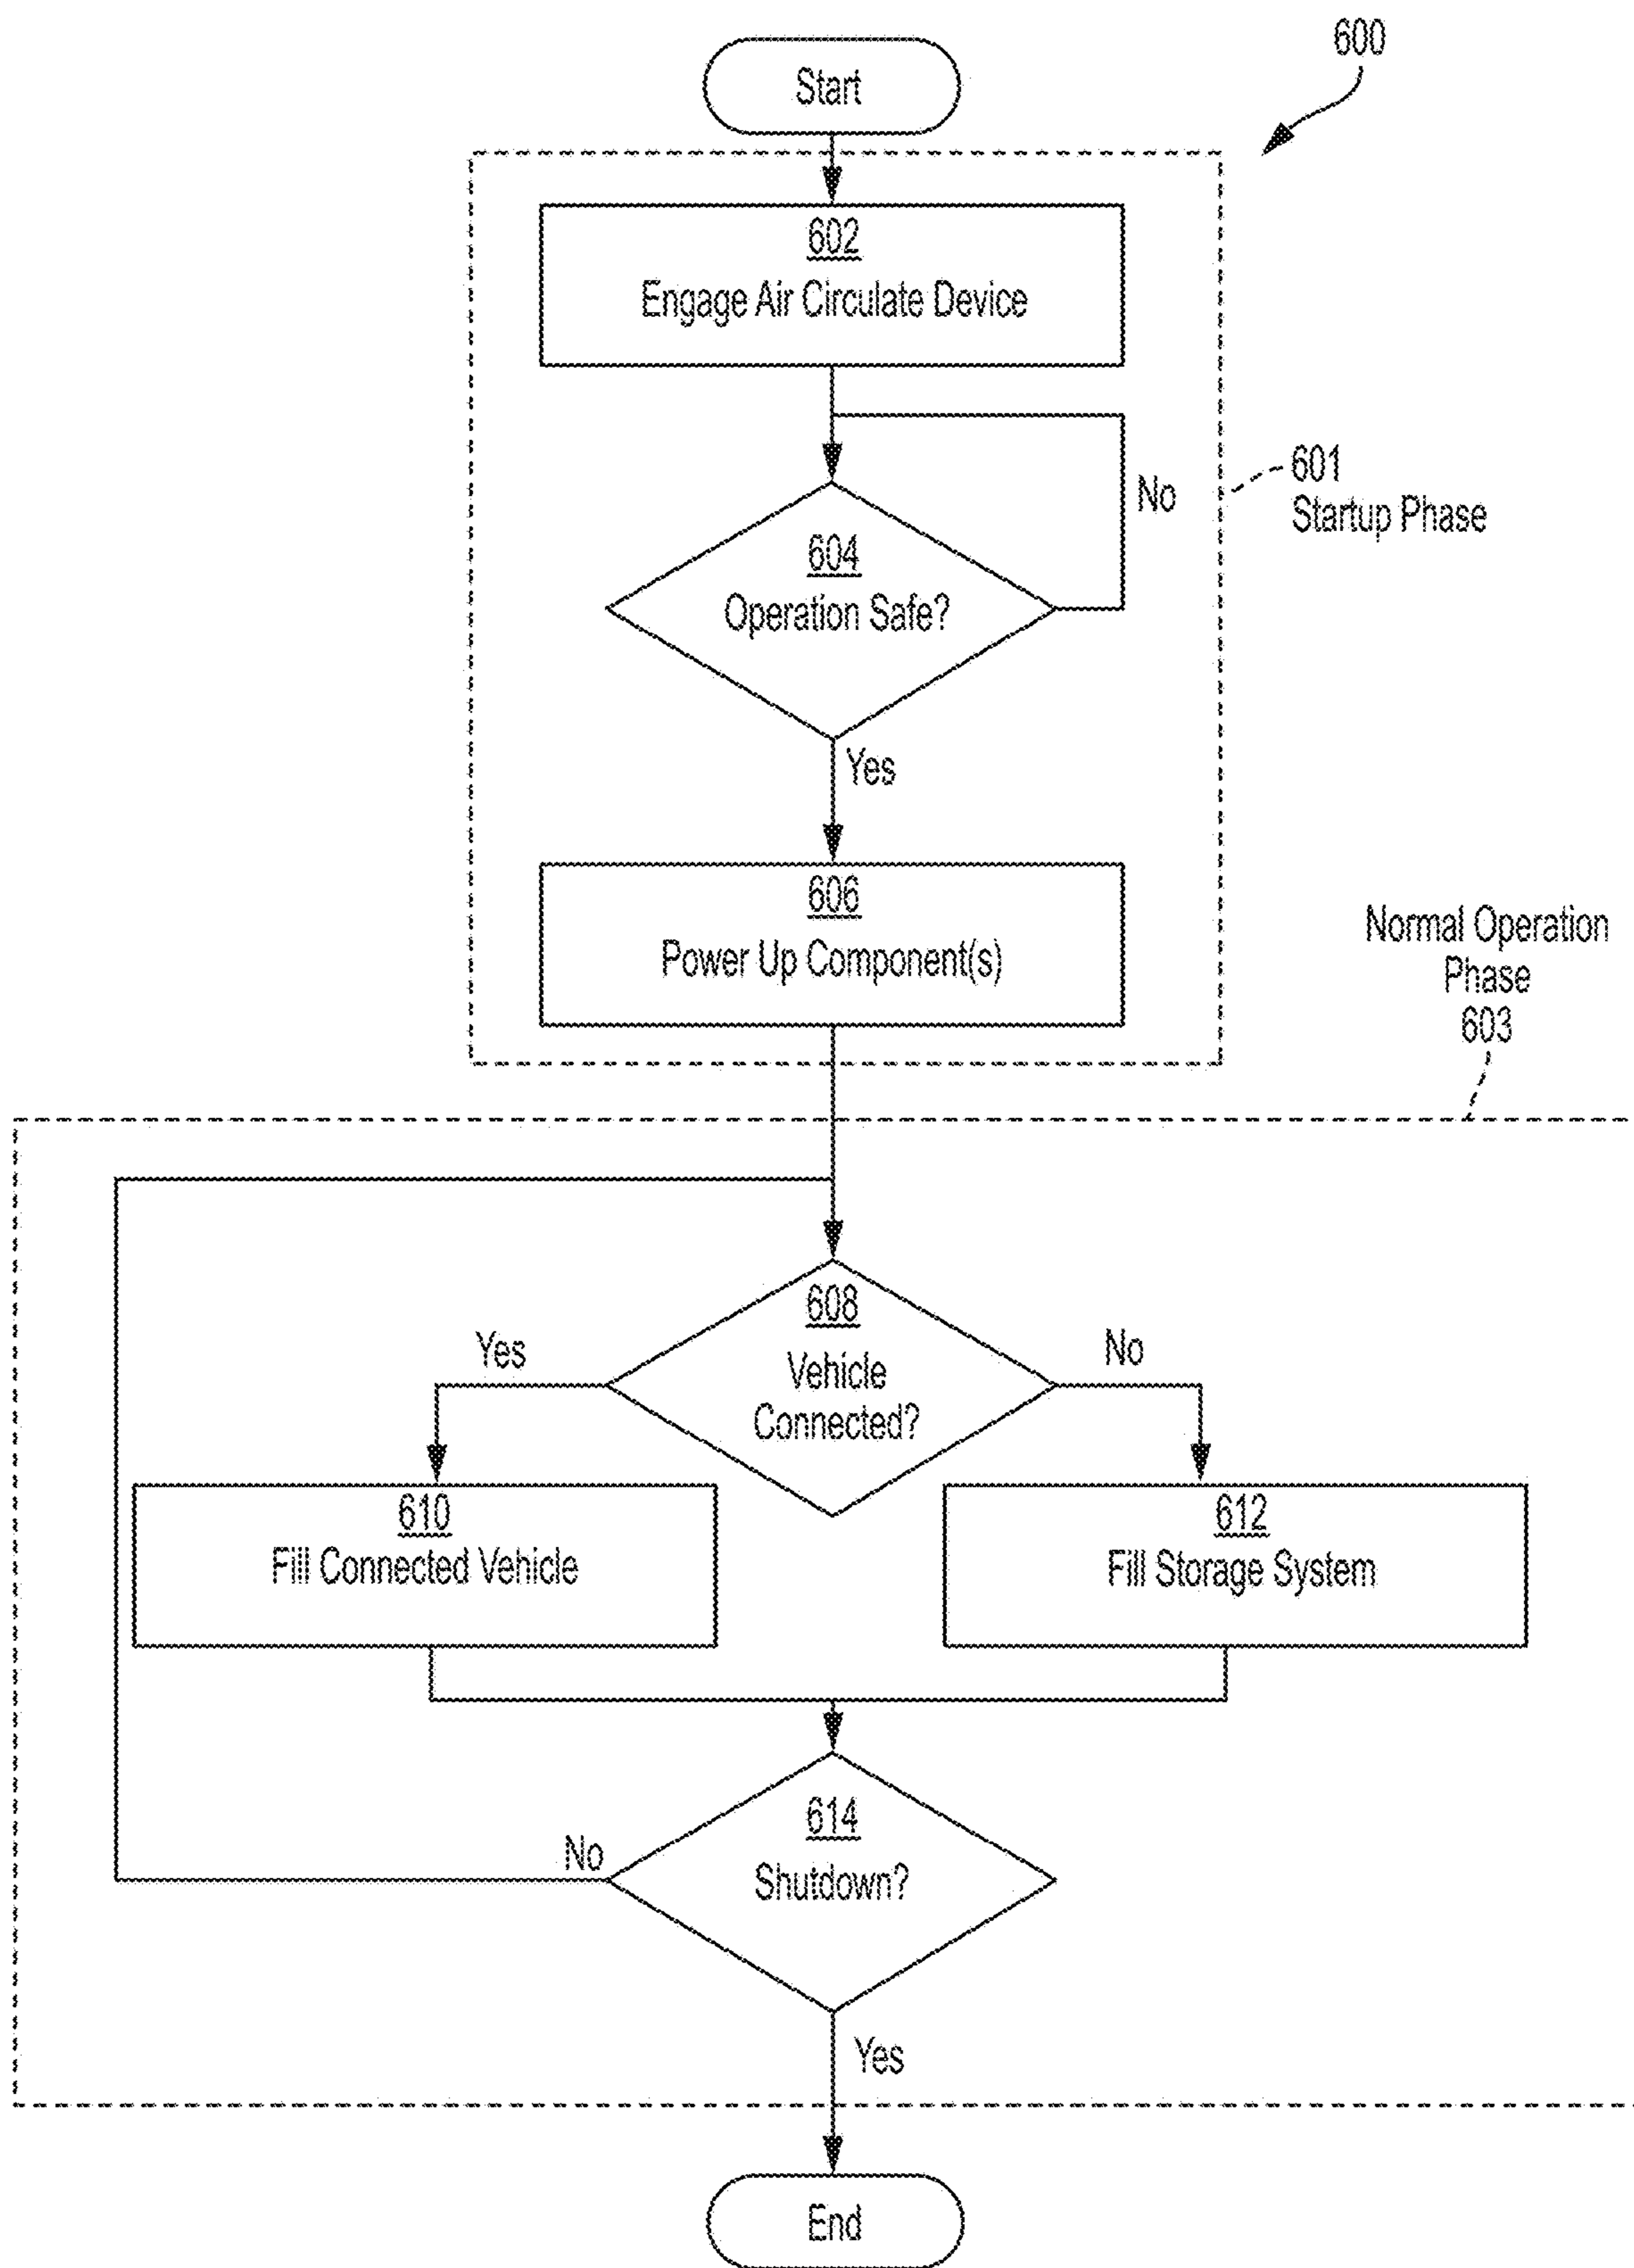 600
Start
602
Engage Air Circulate Device
No
601
Startup Phase
604
Operation Safe?
Yes
606
Power Up Component(s)
Normal Operation
Phase
603
608
Vehicle
Connected?
Yes
No
610
Fill Connected Vehicle
612
Fill Storage System
614
Shutdown?
No
Yes
End